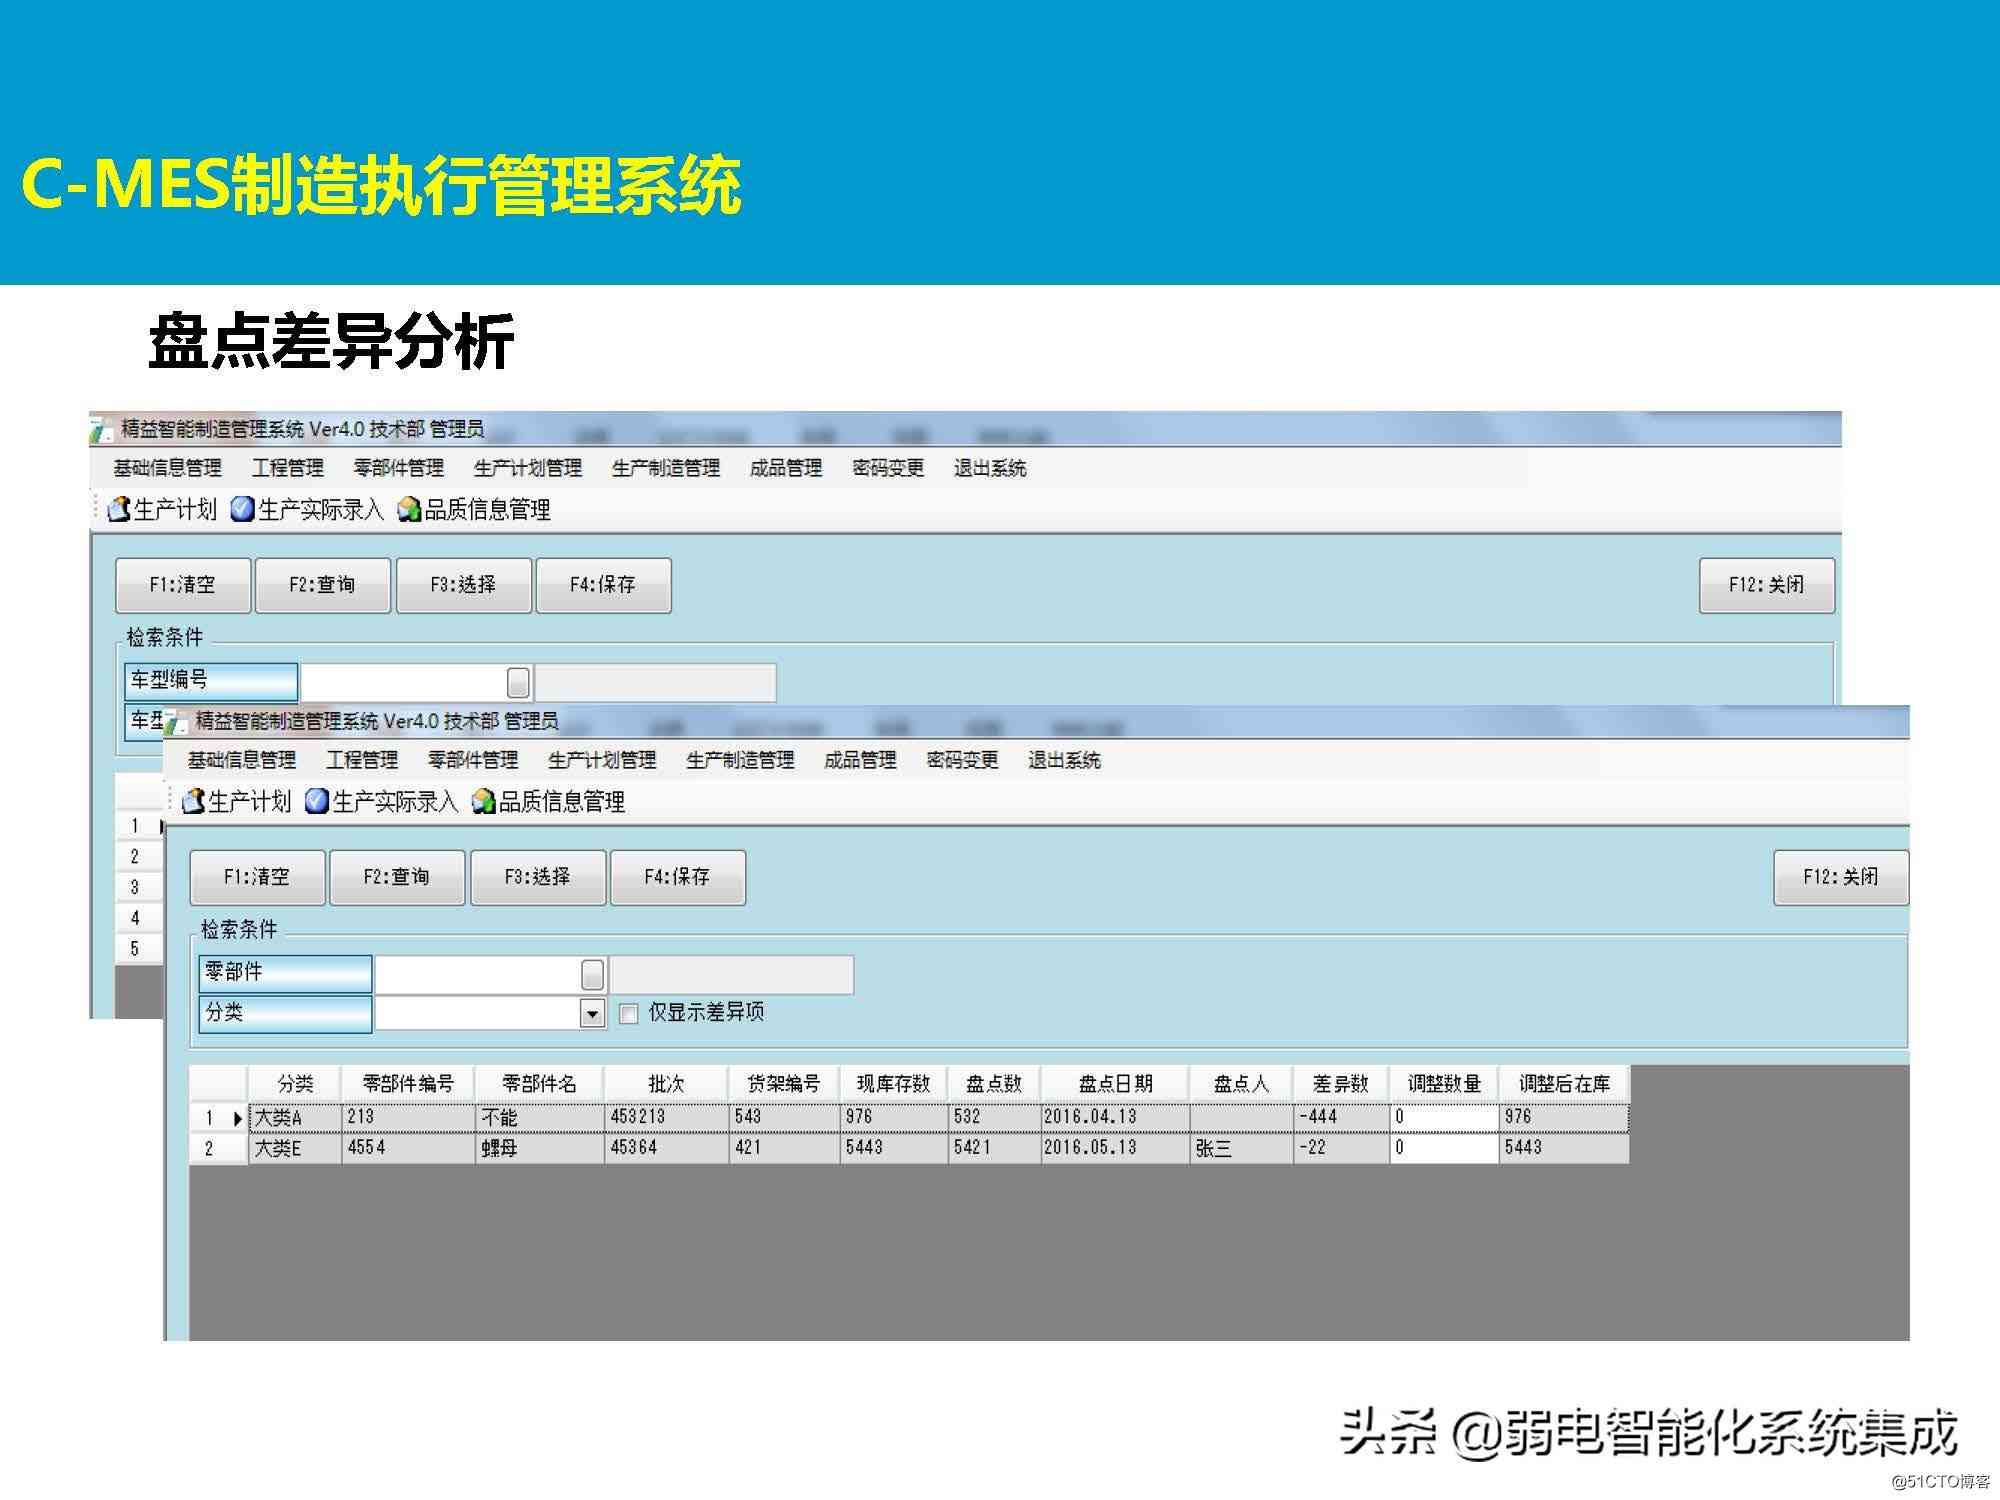 C-MES制造执行管理系统
盘点差异分析
精益智能制造管理系统 Ver4.0 技术部 管理员
基础信息管理 工程管理 零部件管理 生产计划管理 生产制造管理 成品管理 密码变更 退出系统
生产计划 生产实际录入 品质信息管理
F1:清空 F2:查询 F3:选择 F4:保存 F12:关闭
检索条件
车型编号
车型
1
2
3
4
5
精益智能制造管理系统 Ver4.0 技术部 管理员
基础信息管理 工程管理 零部件管理 生产计划管理 生产制造管理 成品管理 密码变更 退出系统
生产计划 生产实际录入 品质信息管理
F1:清空 F2:查询 F3:选择 F4:保存 F12:关闭
检索条件
零部件
分类 仅显示差异项
分类 零部件编号 零部件名 批次 货架编号 现库存数 盘点数 盘点日期 盘点人 差异数 调整数量 调整后在库
1 大类A 213 不能 453213 543 976 532 2016.04.13 -444 0 976
2 大类E 4554 螺母 45364 421 5443 5421 2016.05.13 张三 -22 0 5443
头条 @弱电智能化系统集成
@51CTO博客